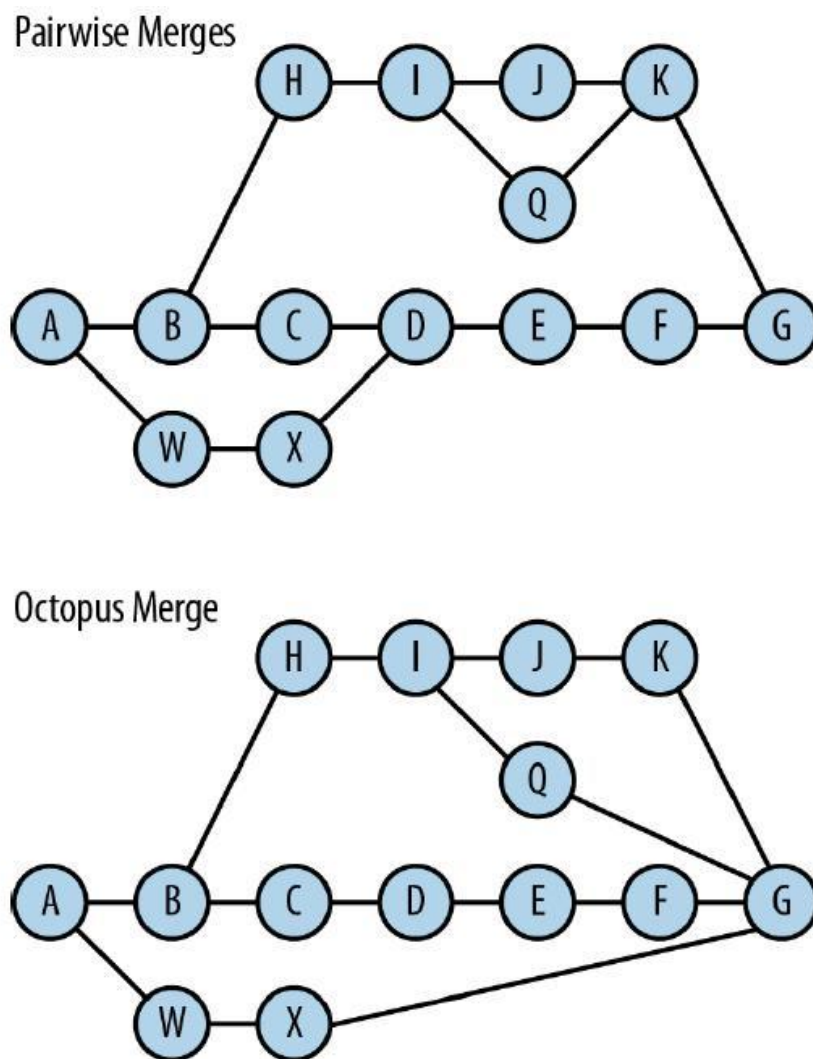 Pairwise Merges
H I J K
Q
A B C D E F G
W X
Octopus Merge
H I J K
Q
A B C D E F G
W X